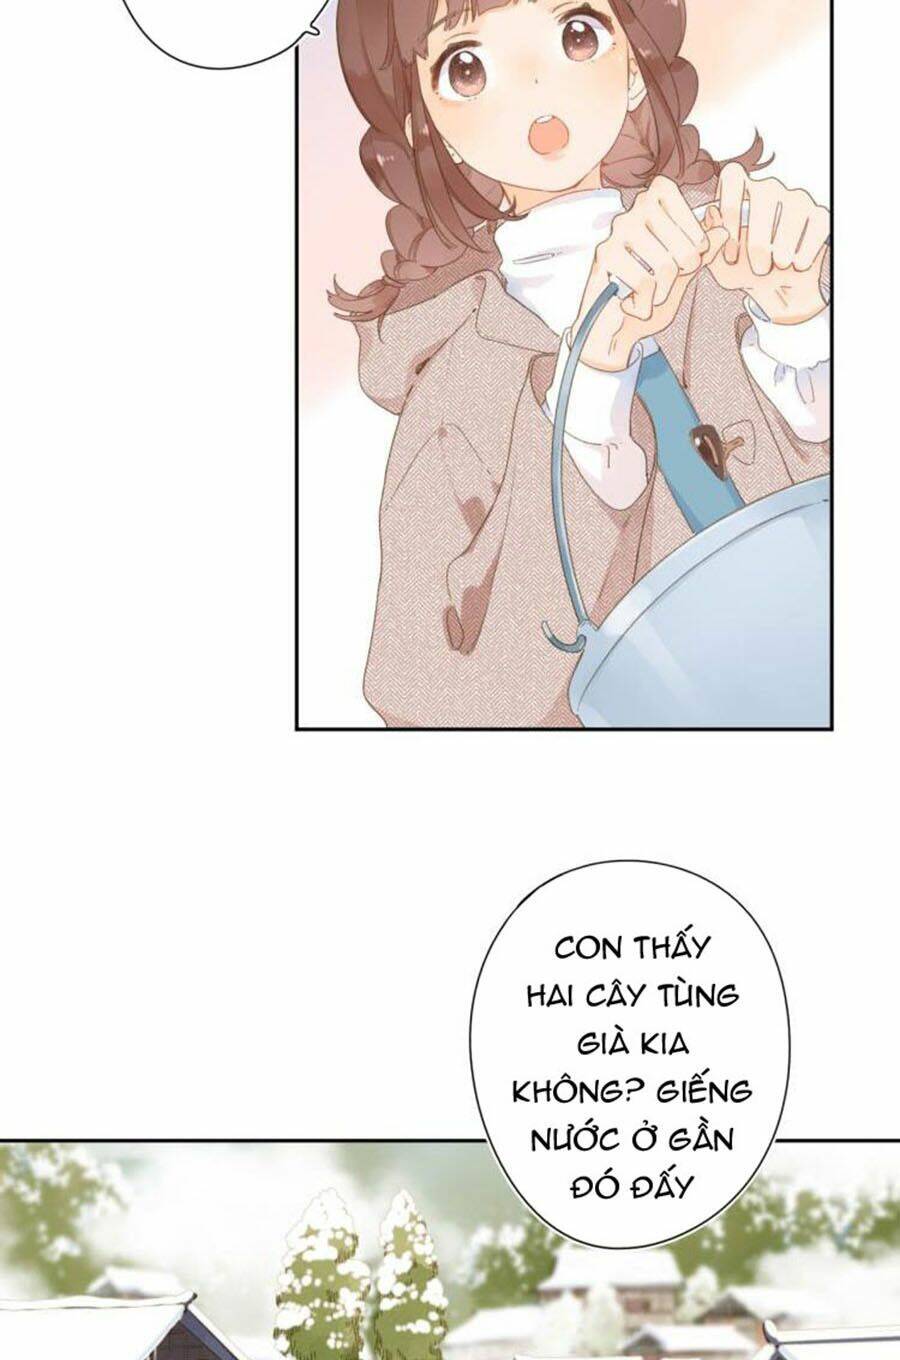 CON THẤY
HAI CÂY TÙNG
GIÀ KIA
KHÔNG? GIẾNG
NƯỚC Ở GẦN
ĐÓ ĐẤY